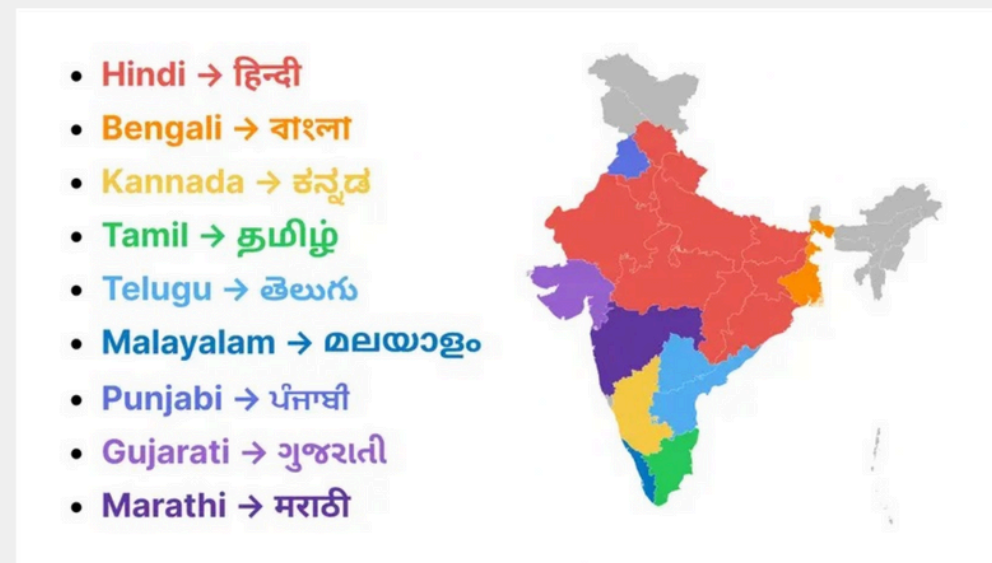 • Hindi → हिन्दी
• Bengali → বাংলা
• Kannada → ಕನ್ನಡ
• Tamil → தமிழ்
• Telugu → తెలుగు
• Malayalam → മലയാളം
• Punjabi → ਪੰਜਾਬੀ
• Gujarati → ગુજરાતી
• Marathi → मराठी